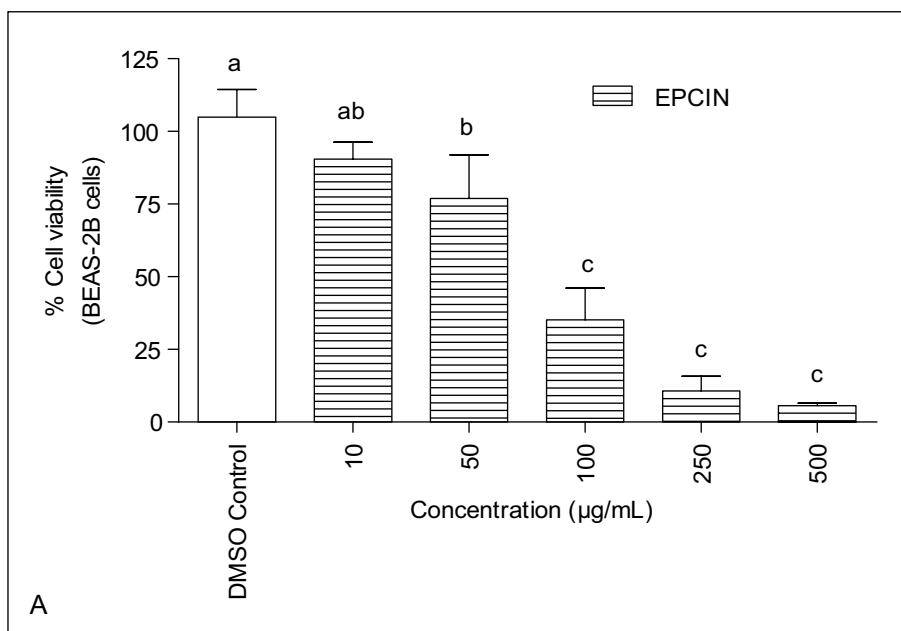 125
100
75
50
25
0
% Cell viability
(BEAS-2B cells)
a
ab
b
c
c
c
EPCIN
DMSO Control
10
50
100
250
500
Concentration (µg/mL)
A